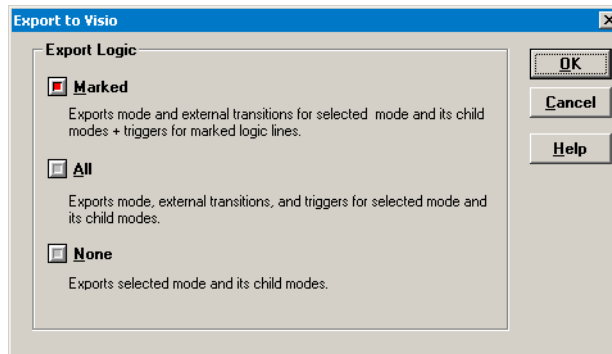 Export to Visio
Export Logic
Marked
Exports mode and external transitions for selected mode and its child
modes + triggers for marked logic lines.
All
Exports mode, external transitions, and triggers for selected mode and
its child modes.
None
Exports selected mode and its child modes.
OK
Cancel
Help